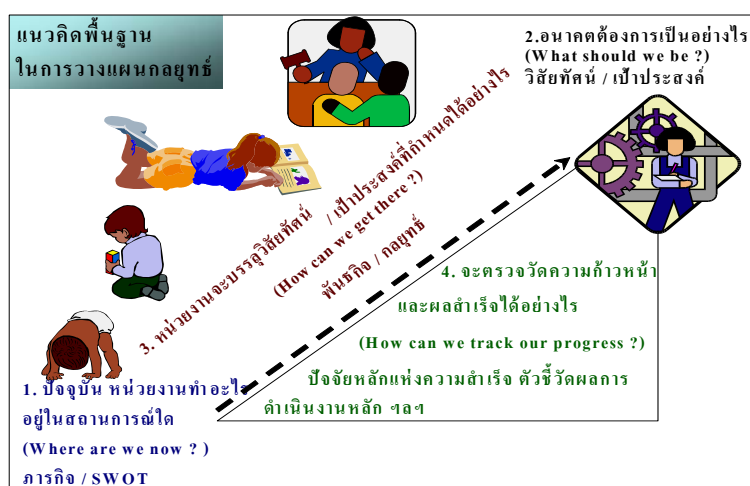 แนวคิดพื้นฐาน
ในการวางแผนกลยุทธ์
2.อนาคตต้องการเป็นอย่างไร
(What should we be ?)
วิสัยทัศน์ / เป้าประสงค์
3. หน่วยงานจะบรรลุวิสัยทัศน์ / เป้าประสงค์ที่กำหนดได้อย่างไร
(How can we get there ?)
พันธกิจ / กลยุทธ์
4. จะตรวจวัดความก้าวหน้า
และผลสำเร็จได้อย่างไร
(How can we track our progress ?)
ปัจจัยหลักแห่งความสำเร็จ ตัวชี้วัดผลการ
ดำเนินงานหลัก ฯลฯ
1. ปัจจุบัน หน่วยงานทำอะไร
อยู่ในสถานการณ์ใด
(Where are we now ? )
ภารกิจ / SWOT